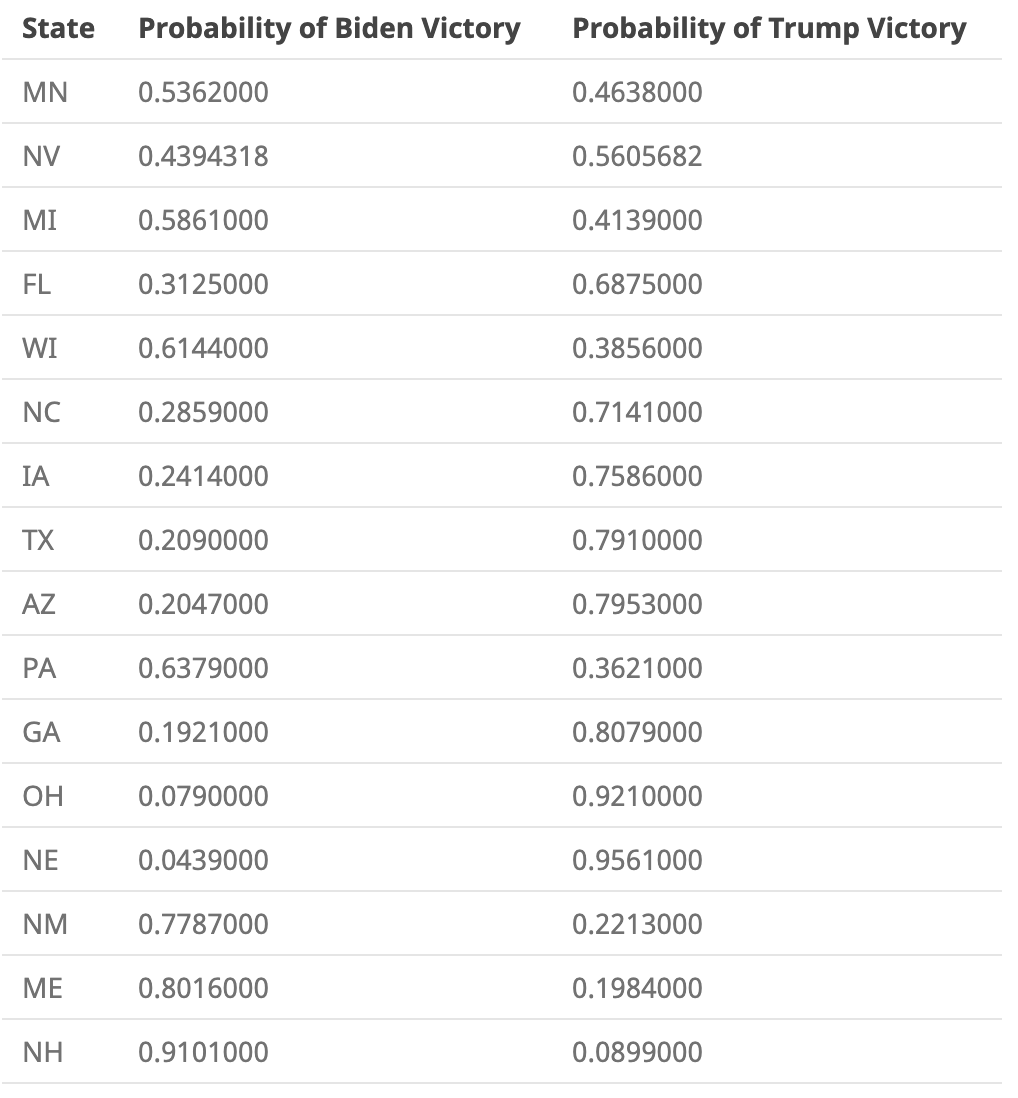 State Probability of Biden Victory Probability of Trump Victory
MN 0.5362000 0.4638000
NV 0.4394318 0.5605682
MI 0.5861000 0.4139000
FL 0.3125000 0.6875000
WI 0.6144000 0.3856000
NC 0.2859000 0.7141000
IA 0.2414000 0.7586000
TX 0.2090000 0.7910000
AZ 0.2047000 0.7953000
PA 0.6379000 0.3621000
GA 0.1921000 0.8079000
OH 0.0790000 0.9210000
NE 0.0439000 0.9561000
NM 0.7787000 0.2213000
ME 0.8016000 0.1984000
NH 0.9101000 0.0899000